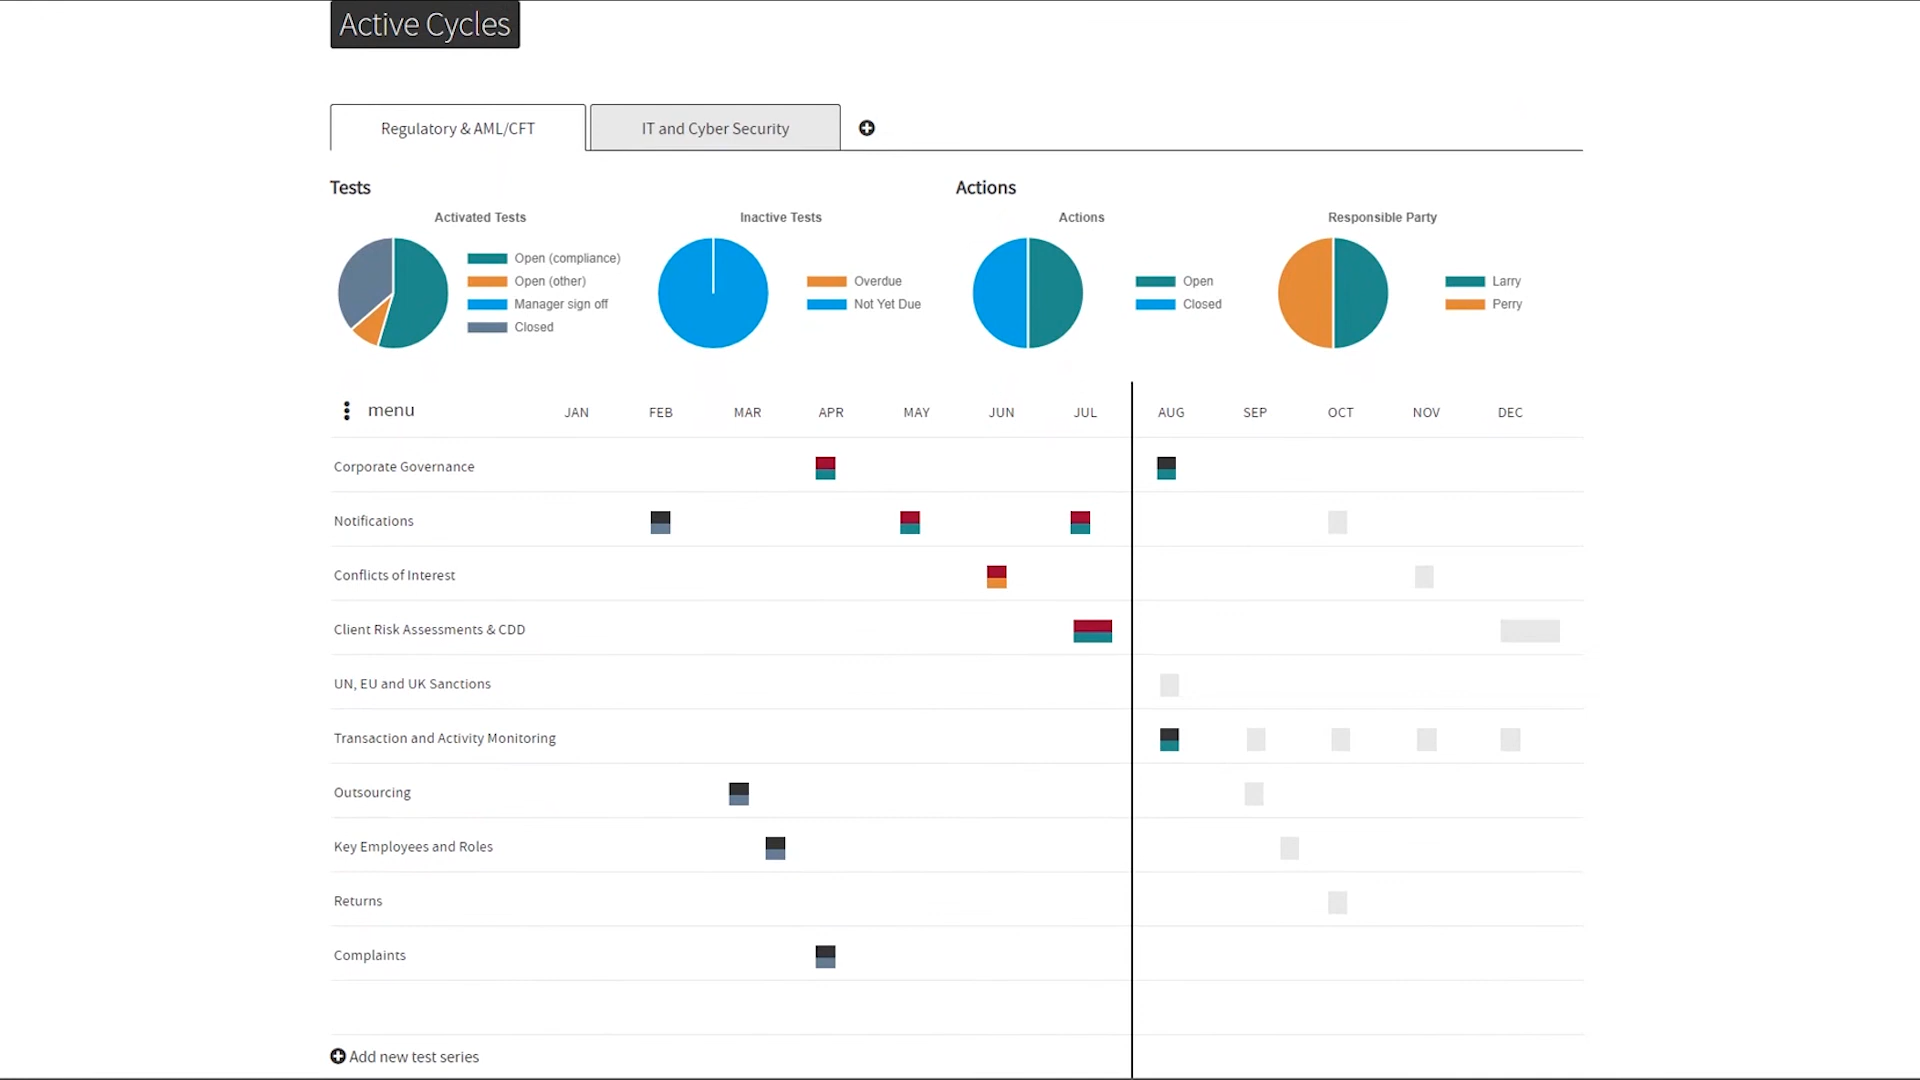 Active Cycles
Regulatory & AML/CFT
IT and Cyber Security
Tests
Actions
Activated Tests
Open (compliance)
Open (other)
Manager sign off
Closed
Inactive Tests
Overdue
Not Yet Due
Actions
Open
Closed
Responsible Party
Larry
Perry
menu JAN FEB MAR APR MAY JUN JUL AUG SEP OCT NOV DEC
Corporate Governance
Notifications
Conflicts of Interest
Client Risk Assessments & CDD
UN, EU and UK Sanctions
Transaction and Activity Monitoring
Outsourcing
Key Employees and Roles
Returns
Complaints
Add new test series